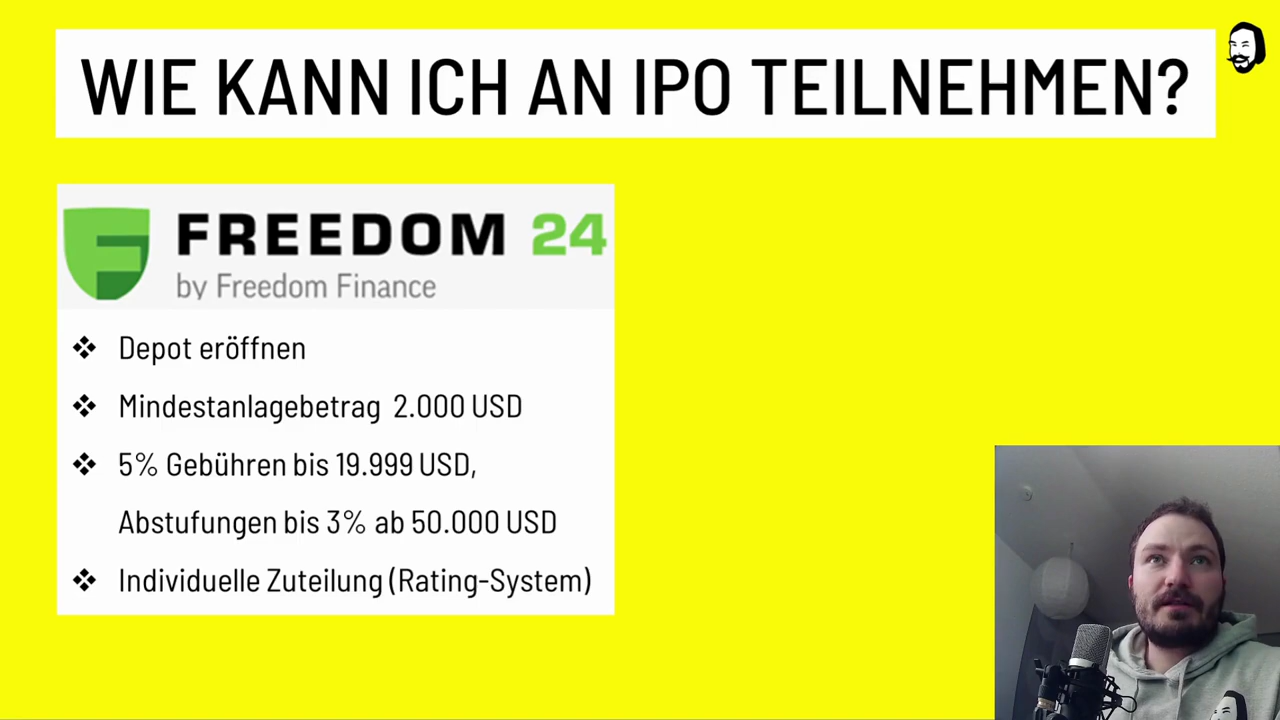 WIE KANN ICH AN IPO TEILNEHMEN?
FREEDOM 24
by Freedom Finance
❖ Depot eröffnen
❖ Mindestanlagebetrag 2.000 USD
❖ 5% Gebühren bis 19.999 USD,
Abstufungen bis 3% ab 50.000 USD
❖ Individuelle Zuteilung (Rating-System)